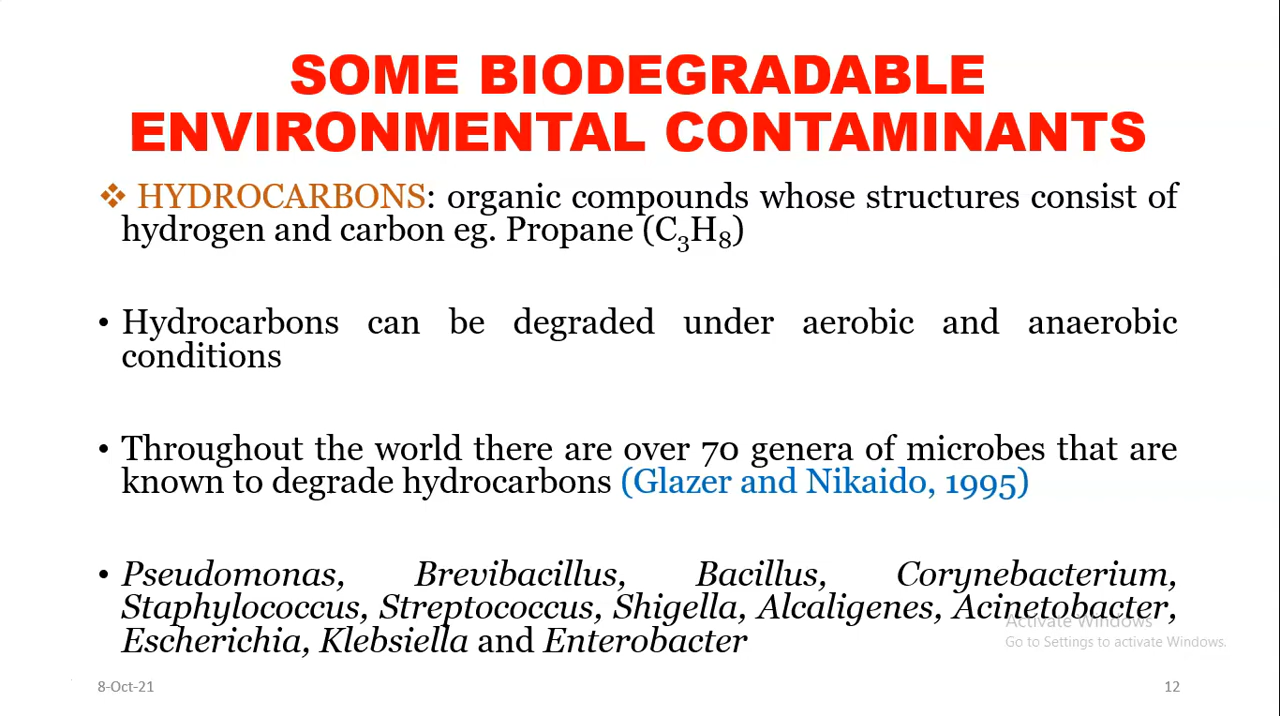 SOME BIODEGRADABLE
ENVIRONMENTAL CONTAMINANTS
❖ HYDROCARBONS: organic compounds whose structures consist of
hydrogen and carbon eg. Propane (C₃H₈)
• Hydrocarbons can be degraded under aerobic and anaerobic
conditions
• Throughout the world there are over 70 genera of microbes that are
known to degrade hydrocarbons (Glazer and Nikaido, 1995)
• Pseudomonas, Brevibacillus, Bacillus, Corynebacterium,
Staphylococcus, Streptococcus, Shigella, Alcaligenes, Acinetobacter,
Escherichia, Klebsiella and Enterobacter
Activate Windows
Go to Settings to activate Windows.
8-Oct-21
12